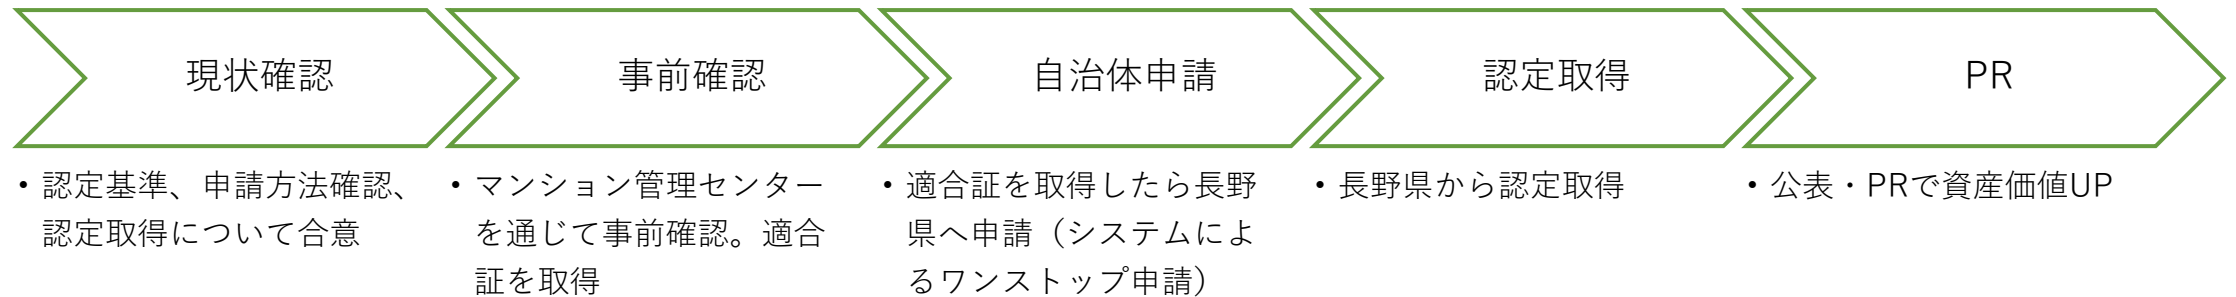 現状確認
・認定基準、申請方法確認、
認定取得について合意
事前確認
・マンション管理センター
を通じて事前確認。適合
証を取得
自治体申請
・適合証を取得したら長野
県へ申請（システムによ
るワンストップ申請）
認定取得
・長野県から認定取得
PR
・公表・PRで資産価値UP